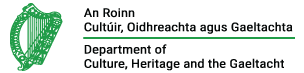 An Roinn
Cultúir, Oidhreachta agus Gaeltachta
Department of
Culture, Heritage and the Gaeltacht